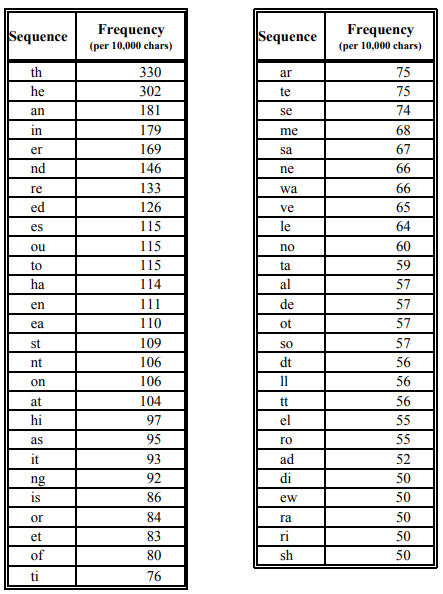 Sequence Frequency (per 10,000 chars)
th 330
he 302
an 181
in 179
er 169
nd 146
re 133
ed 126
es 115
ou 115
to 115
ha 114
en 111
ea 110
st 109
nt 106
on 106
at 104
hi 97
as 95
it 93
ng 92
is 86
or 84
et 83
of 80
ti 76
Sequence Frequency (per 10,000 chars)
ar 75
te 75
se 74
me 68
sa 67
ne 66
wa 66
ve 65
le 64
no 60
ta 59
al 57
de 57
ot 57
so 57
dt 56
ll 56
tt 56
el 55
ro 55
ad 52
di 50
ew 50
ra 50
ri 50
sh 50